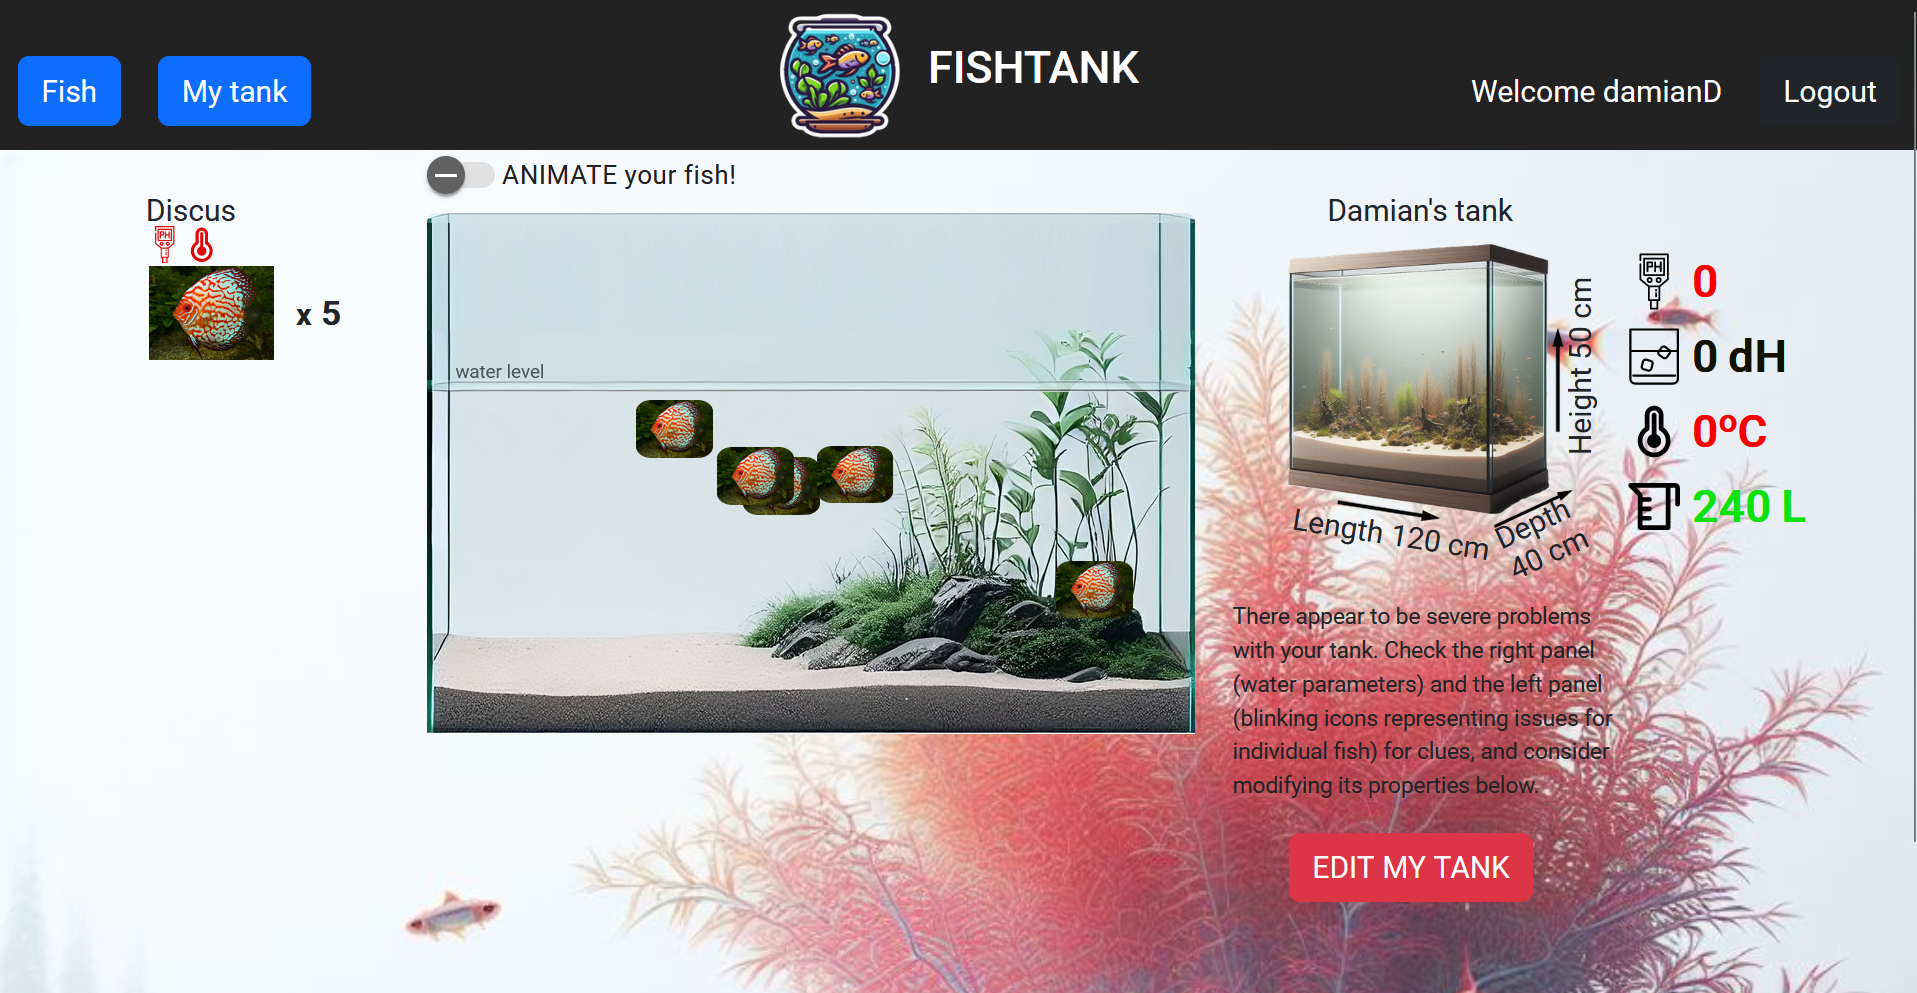 Fish
My tank
FISHTANK
Welcome damianD
Logout
ANIMATE your fish!
Discus
PH
x 5
water level
Damian's tank
Height 50 cm
Length 120 cm
Depth
40 cm
PH
0
0 dH
0ºC
240 L
There appear to be severe problems
with your tank. Check the right panel
(water parameters) and the left panel
(blinking icons representing issues for
individual fish) for clues, and consider
modifying its properties below.
EDIT MY TANK